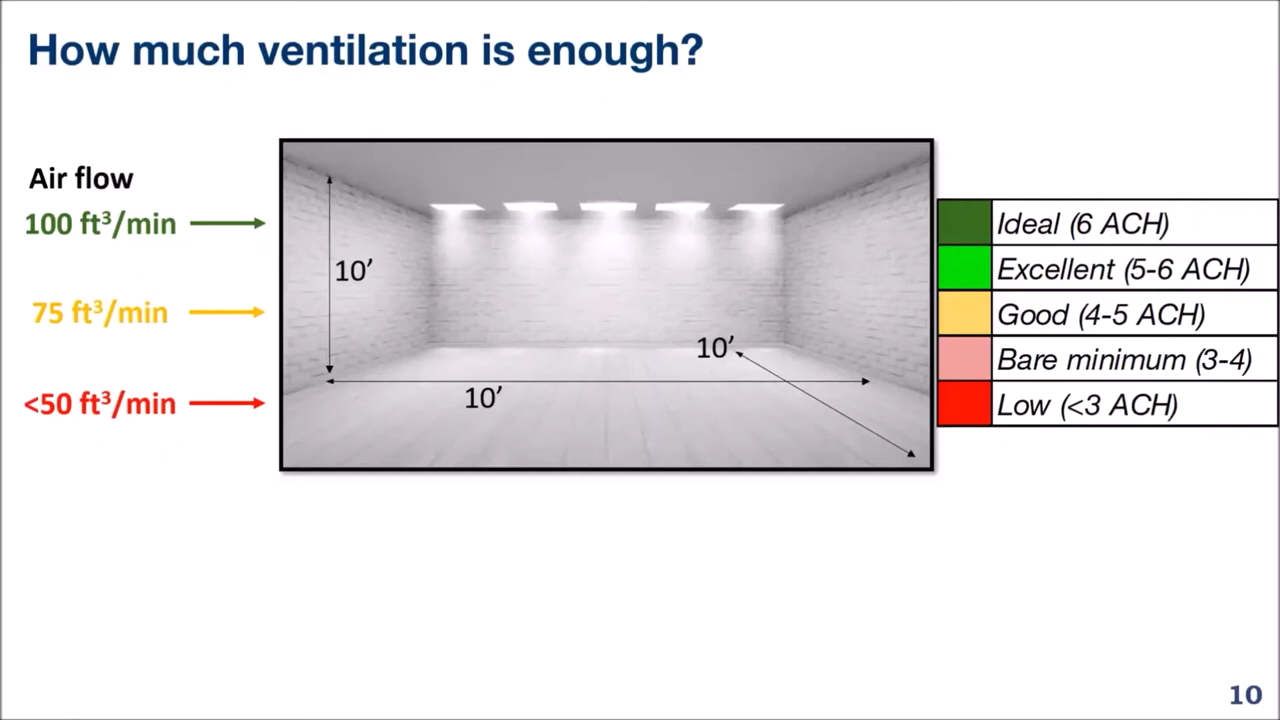 How much ventilation is enough?
Air flow
100 ft³/min
75 ft³/min
<50 ft³/min
10’
10’
10’
Ideal (6 ACH)
Excellent (5-6 ACH)
Good (4-5 ACH)
Bare minimum (3-4)
Low (<3 ACH)
10